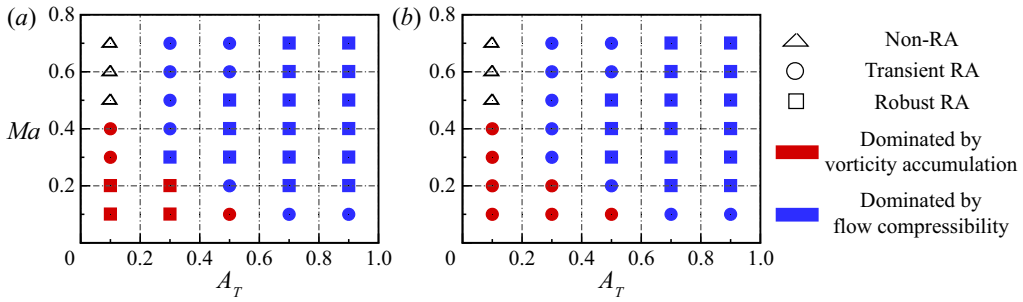 (a)
0.8
0.6
Ma
0.4
0.2
0
0.2
0.4
0.6
0.8
1.0
A_T
(b)
0.8
0.6
0.4
0.2
0
0.2
0.4
0.6
0.8
1.0
A_T
Non-RA
Transient RA
Robust RA
Dominated by
vorticity accumulation
Dominated by
flow compressibility